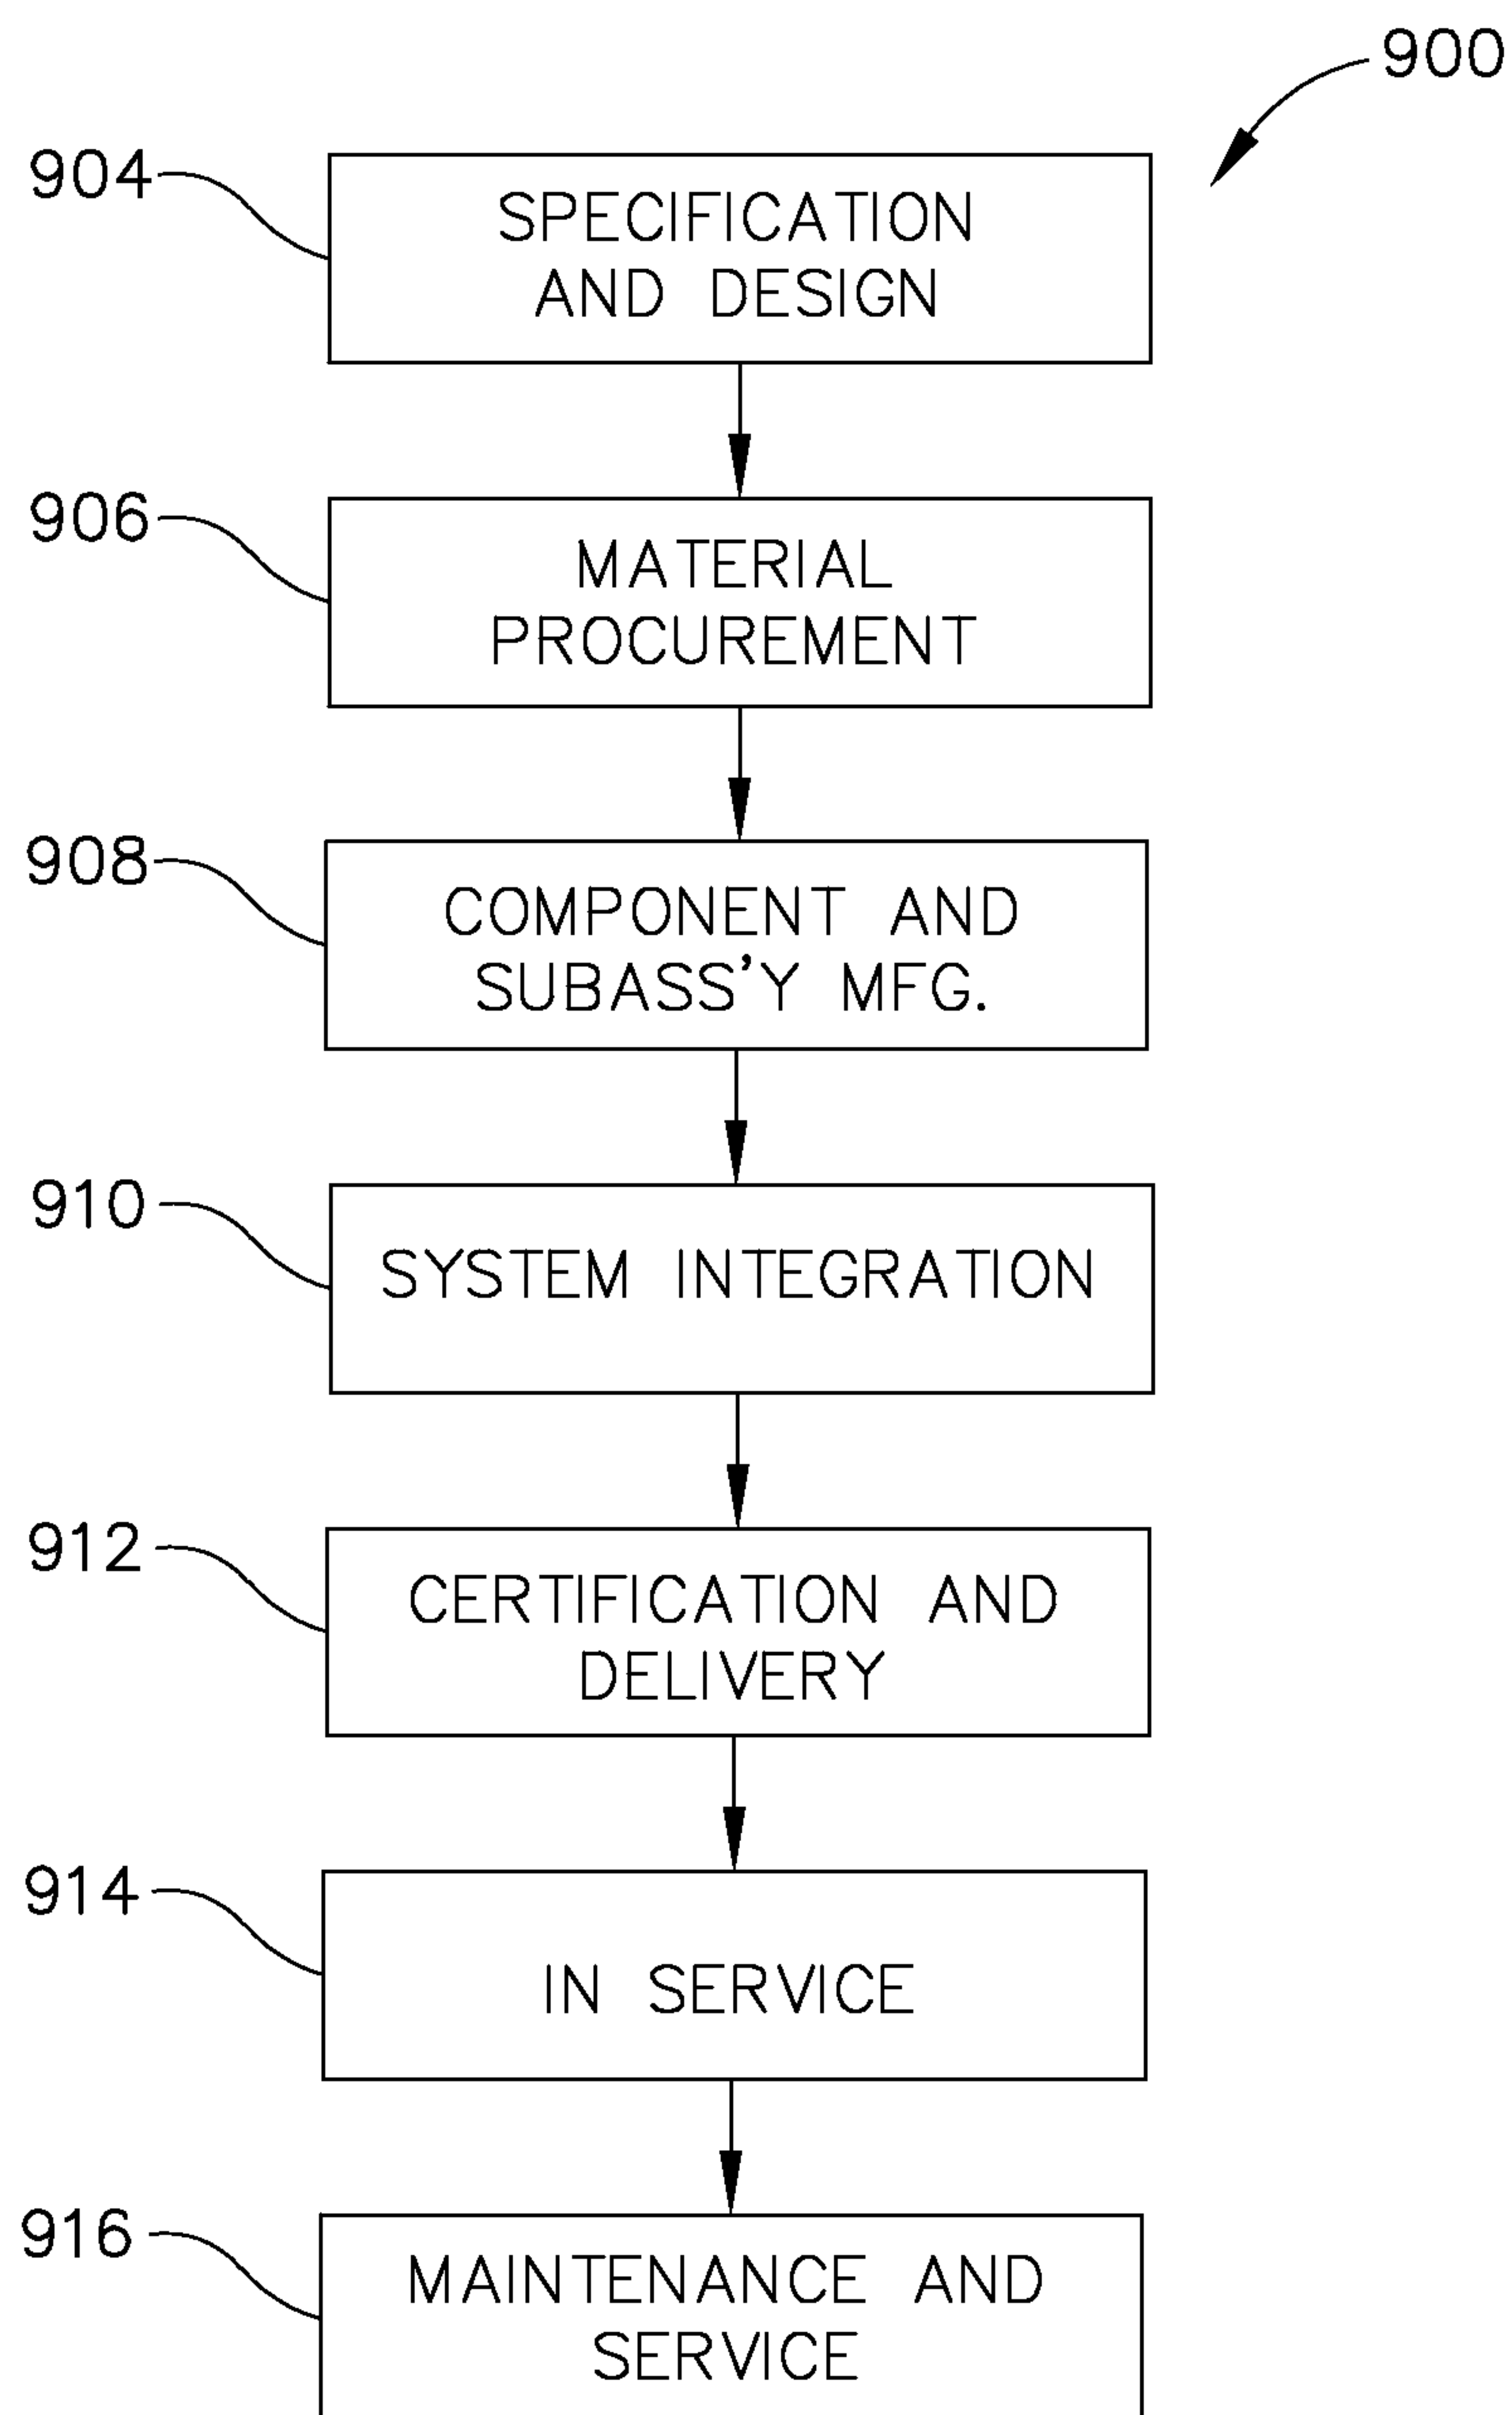 900
904
SPECIFICATION
AND DESIGN
906
MATERIAL
PROCUREMENT
908
COMPONENT AND
SUBASS'Y MFG.
910
SYSTEM INTEGRATION
912
CERTIFICATION AND
DELIVERY
914
IN SERVICE
916
MAINTENANCE AND
SERVICE